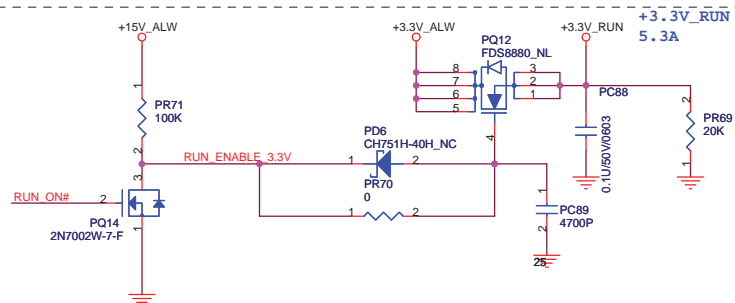 +3.3V_RUN
5.3A
+15V_ALW
+3.3V_ALW
+3.3V_RUN
PQ12
FDS8880_NL
8
7
6
5
3
2
1
4
1
PR71
100K
2
PC88
0.1U/50V/0603
2
PR69
20K
1
PD6
CH751H-40H_NC
RUN_ENABLE_3.3V
1
2
PR70
0
1
2
3
RUN_ON#
2
PQ14
2N7002W-7-F
1
1
PC89
4700P
2
25